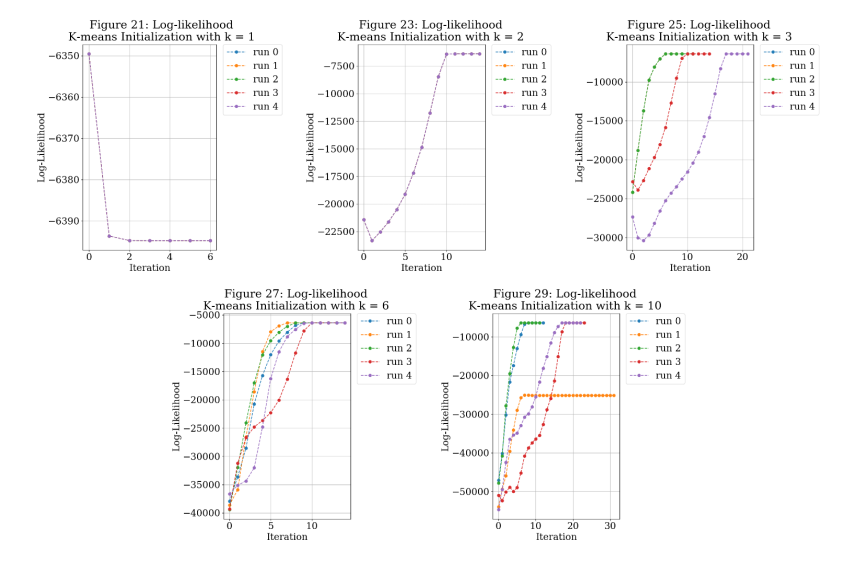 Figure 21: Log-likelihood
K-means Initialization with k = 1
−6350
−6360
−6370
−6380
−6390
0 2 4 6
Log-Likelihood
Iteration
run 0
run 1
run 2
run 3
run 4
Figure 23: Log-likelihood
K-means Initialization with k = 2
−7500
−10000
−12500
−15000
−17500
−20000
−22500
0 5 10
Log-Likelihood
Iteration
run 0
run 1
run 2
run 3
run 4
Figure 25: Log-likelihood
K-means Initialization with k = 3
−10000
−15000
−20000
−25000
−30000
0 10 20
Log-Likelihood
Iteration
run 0
run 1
run 2
run 3
run 4
Figure 27: Log-likelihood
K-means Initialization with k = 6
−5000
−10000
−15000
−20000
−25000
−30000
−35000
−40000
0 5 10
Log-Likelihood
Iteration
run 0
run 1
run 2
run 3
run 4
Figure 29: Log-likelihood
K-means Initialization with k = 10
−10000
−20000
−30000
−40000
−50000
0 10 20 30
Log-Likelihood
Iteration
run 0
run 1
run 2
run 3
run 4